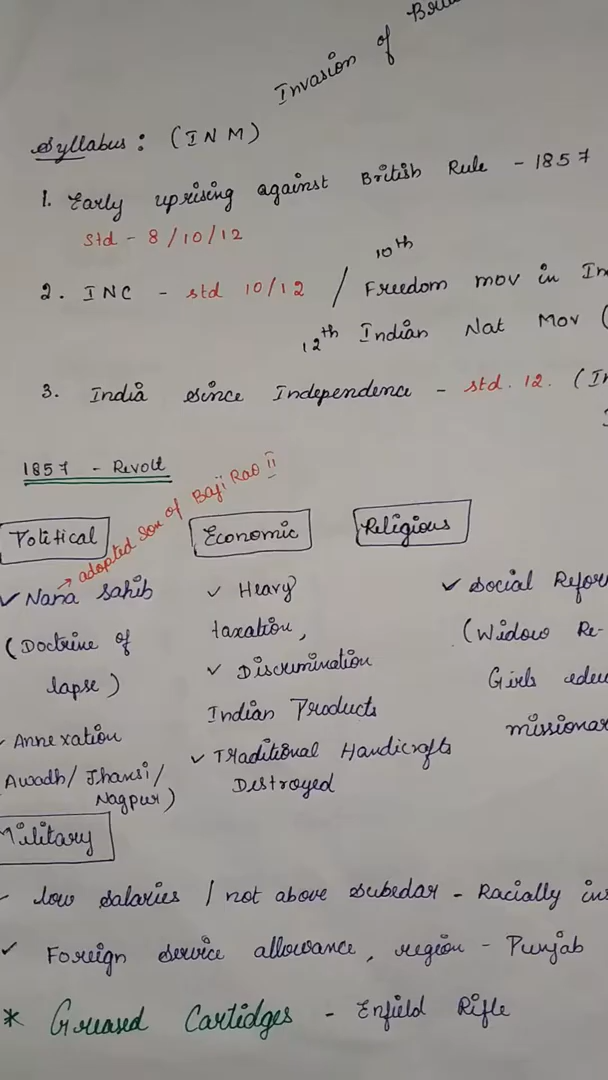 Invasion of
Syllabus : (INM)
1. Early uprising against British Rule - 1857
Std - 8/10/12
10th
2. INC - std 10/12 / Freedom mov in
12th Indian Nat Mov (
3. India since Independence - std. 12.
1857 - Revolt
adopted son of Baji Rao II
Political Economic Religious
✓ Nana Sahib ✓ Heavy ✓ Social
(Doctrine of taxation, (Widow Re-
lapse) ✓ Discrimination Girls
Indian Products
- Annexation ✓ Traditional Handicrafts
Awadh/Jhansi/ Destroyed
Nagpur)
Military
- low salaries / not above Subedar - Racially
✓ Foreign service allowance, region - Punjab
* Greased Cartidges - Enfield Rifle